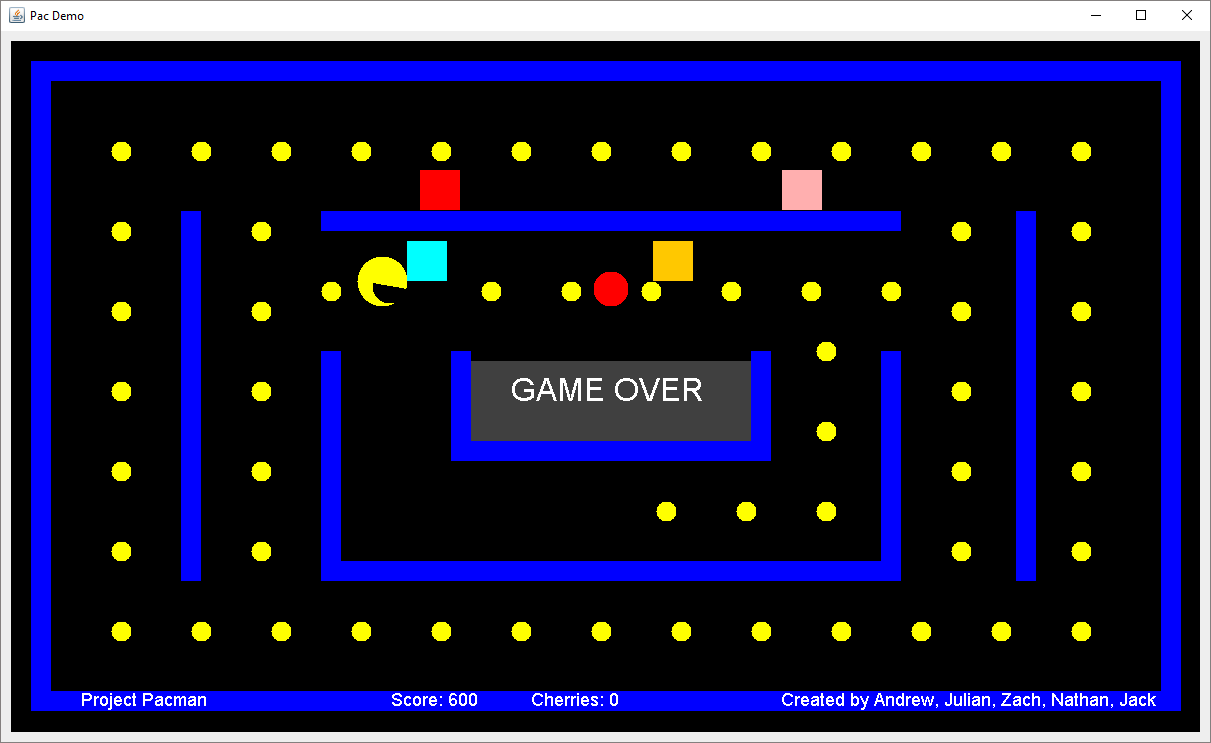 Pac Demo
GAME OVER
Project Pacman Score: 600 Cherries: 0 Created by Andrew, Julian, Zach, Nathan, Jack